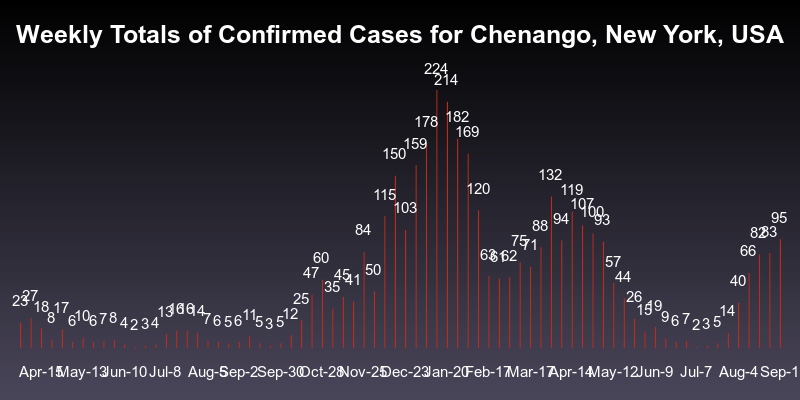 Weekly Totals of Confirmed Cases for Chenango, New York, USA
23 27 18 8 17 6 10 6 7 8 4 2 3 4 13 16 16 14 7 6 5 6 11 5 3 5 12 25 47 60 35 45 41 84 50 115 150 103 159 178 224 214 182 169 120 63 61 62 75 71 88 132 94 119 107 100 93 57 44 26 15 19 9 6 7 2 3 5 14 40 66 82 83 95
Apr-15 May-13 Jun-10 Jul-8 Aug-5 Sep-2 Sep-30 Oct-28 Nov-25 Dec-23 Jan-20 Feb-17 Mar-17 Apr-14 May-12 Jun-9 Jul-7 Aug-4 Sep-1